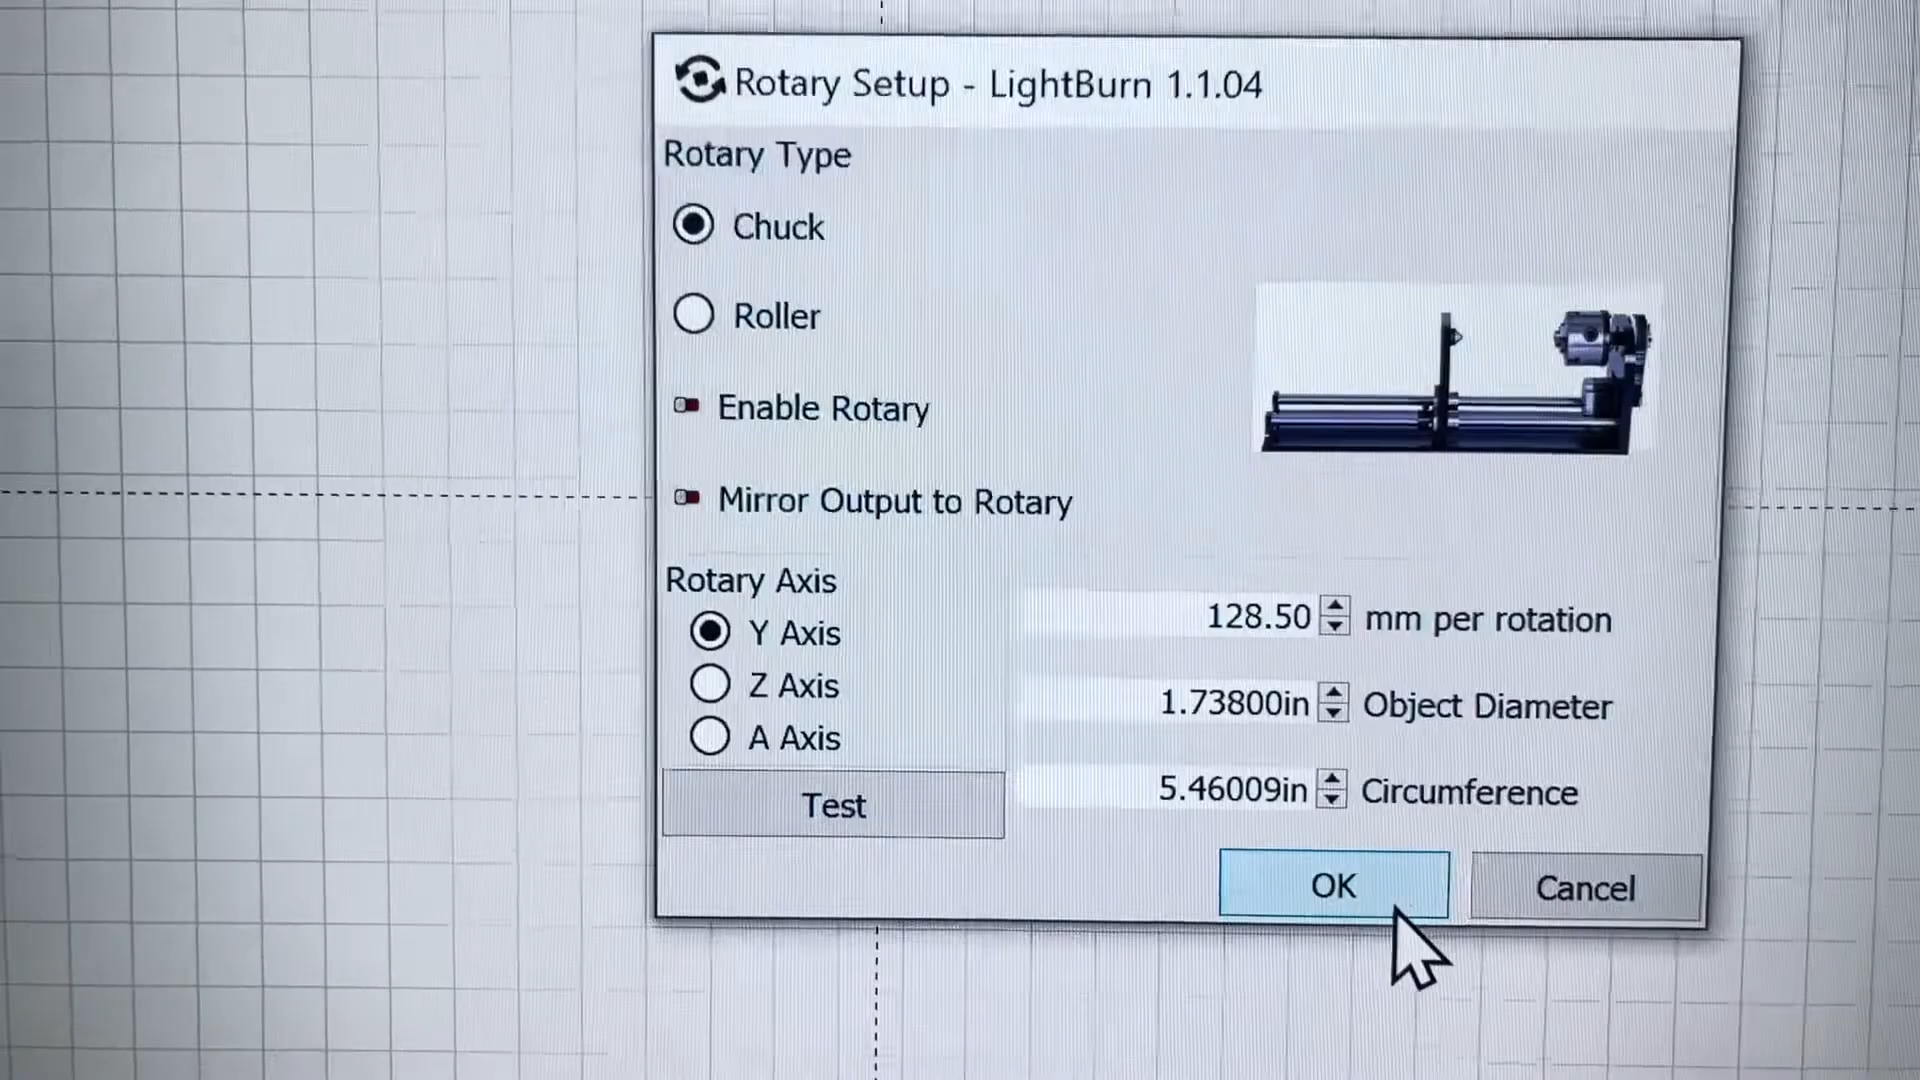 Rotary Setup - LightBurn 1.1.04
Rotary Type
Chuck
Roller
Enable Rotary
Mirror Output to Rotary
Rotary Axis
Y Axis
Z Axis
A Axis
Test
128.50 mm per rotation
1.73800in Object Diameter
5.46009in Circumference
OK
Cancel